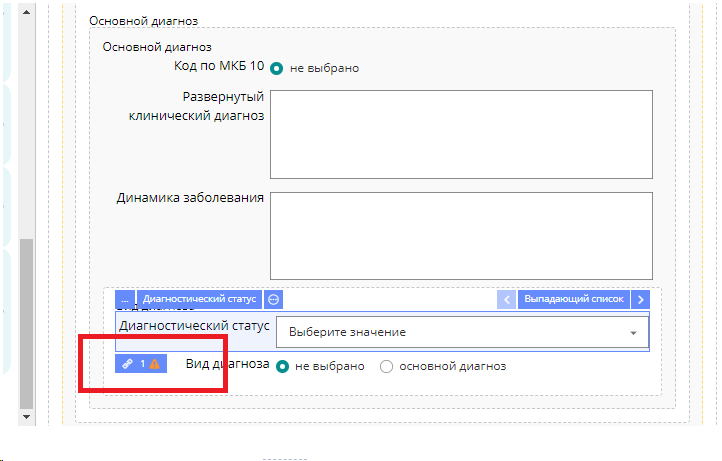 Основной диагноз
Основной диагноз
Код по МКБ 10 не выбрано
Развернутый
клинический диагноз
Динамика заболевания
... Диагностический статус Выпадающий список
Диагностический статус Выберите значение
1 Вид диагноза не выбрано основной диагноз